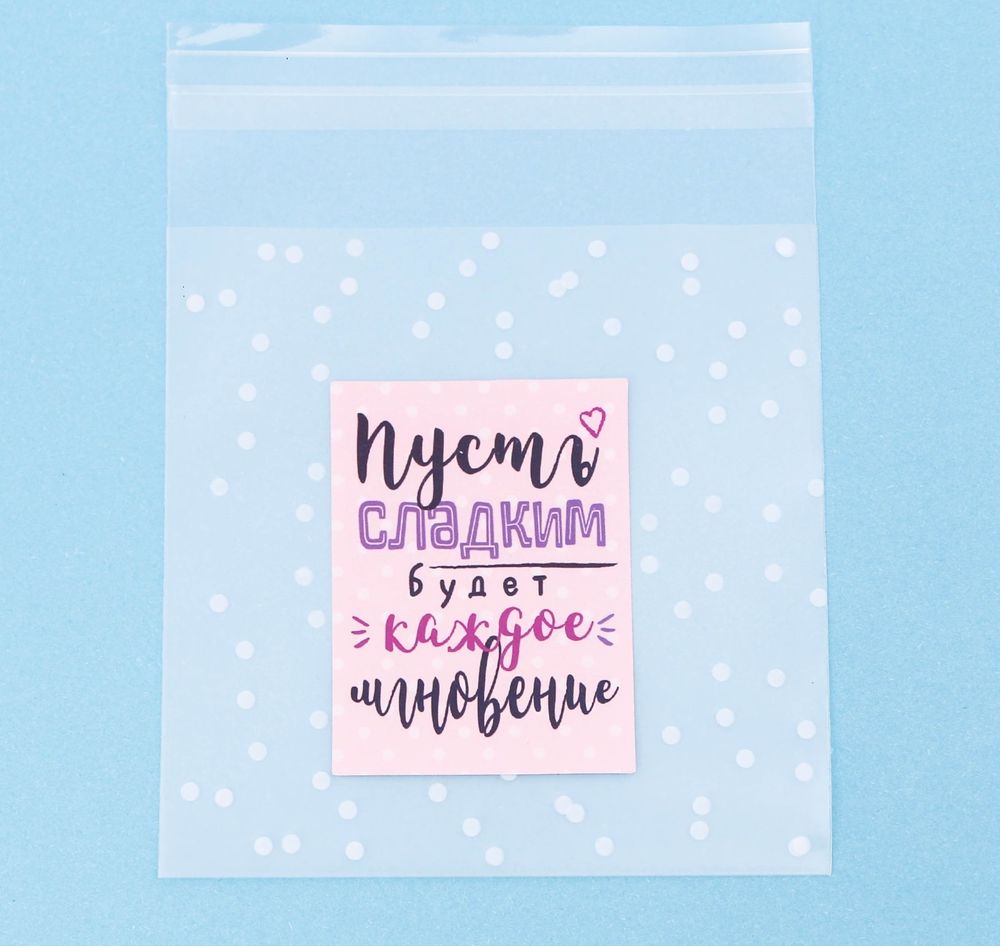 Пусть
сладким
будет
каждое
мгновение